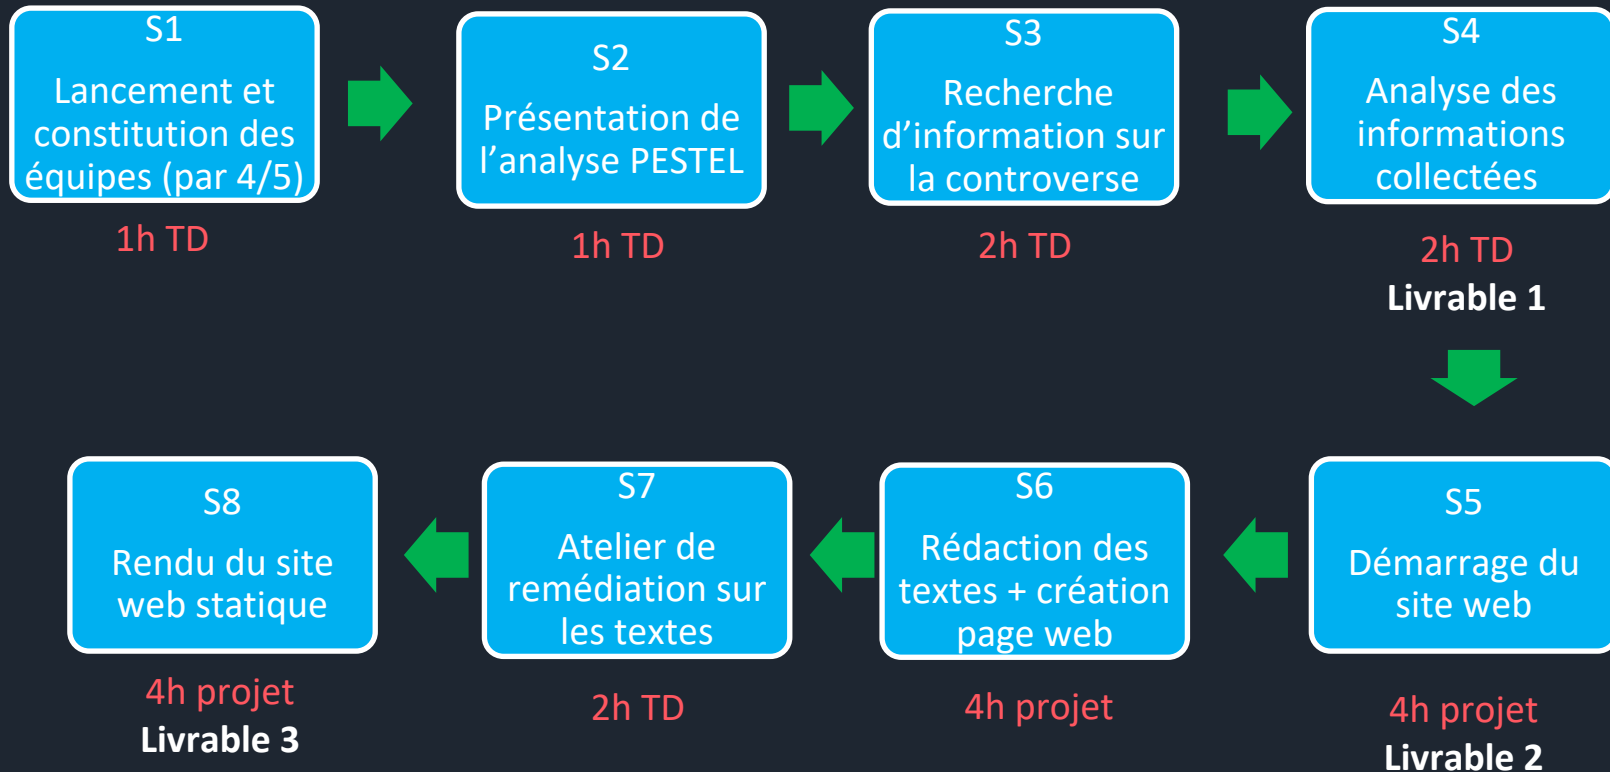 S1
Lancement et
constitution des
équipes (par 4/5)
1h TD
S2
Présentation de
l’analyse PESTEL
1h TD
S3
Recherche
d’information sur
la controverse
2h TD
S4
Analyse des
informations
collectées
2h TD
Livrable 1
S5
Démarrage du
site web
4h projet
Livrable 2
S6
Rédaction des
textes + création
page web
4h projet
S7
Atelier de
remédiation sur
les textes
2h TD
S8
Rendu du site
web statique
4h projet
Livrable 3